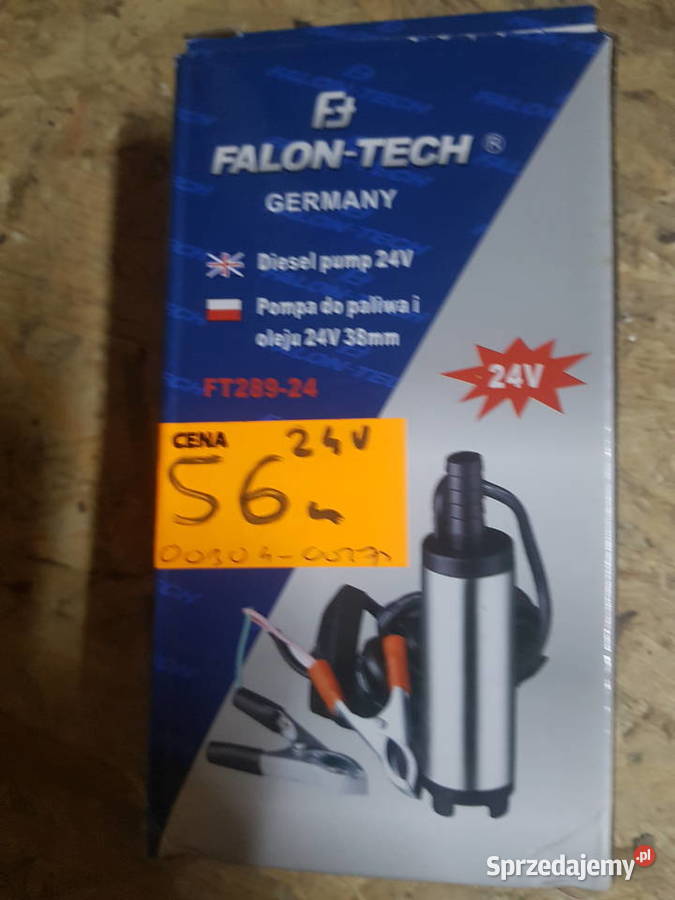 FALON-TECH ®
GERMANY
Diesel pump 24V
Pompa do paliwa i
oleju 24V 38mm
FT289-24
24V
CENA 24V
56
Sprzedajemy.pl